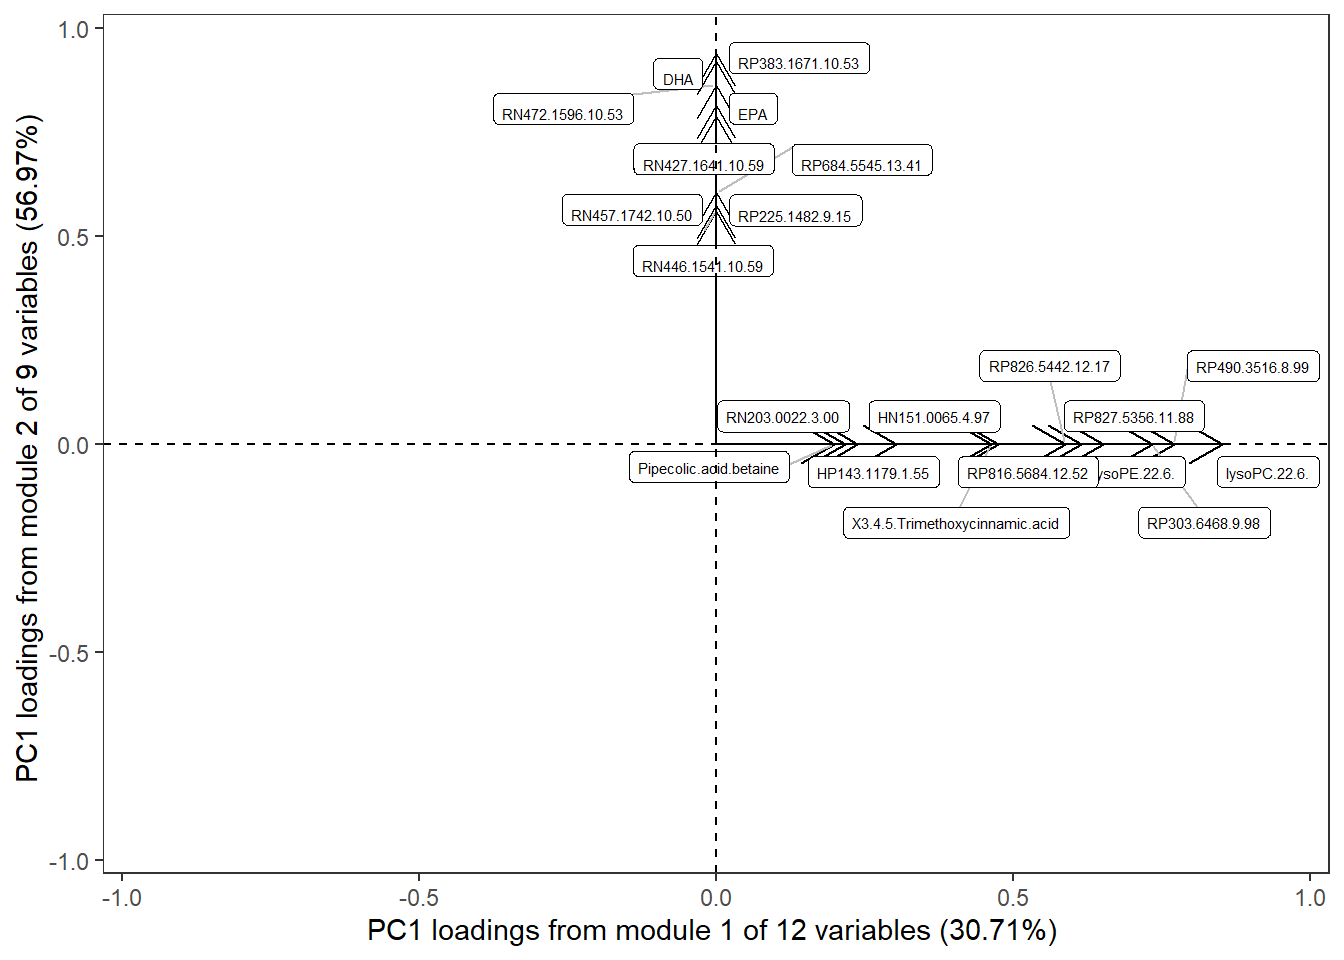 PC1 loadings from module 2 of 9 variables (56.97%)
1.0
0.5
0.0
-0.5
-1.0
RP383.1671.10.53
DHA
RN472.1596.10.53
EPA
RN427.1641.10.59
RP684.5545.13.41
RN457.1742.10.50
RP225.1482.9.15
RN446.1541.10.59
RP826.5442.12.17
RP490.3516.8.99
RN203.0022.3.00
HN151.0065.4.97
RP827.5356.11.88
Pipecolic.acid.betaine
HP143.1179.1.55
RP816.5684.12.52
ysoPE.22.6.
lysoPC.22.6.
X3.4.5.Trimethoxycinnamic.acid
RP303.6468.9.98
-1.0
-0.5
0.0
0.5
1.0
PC1 loadings from module 1 of 12 variables (30.71%)